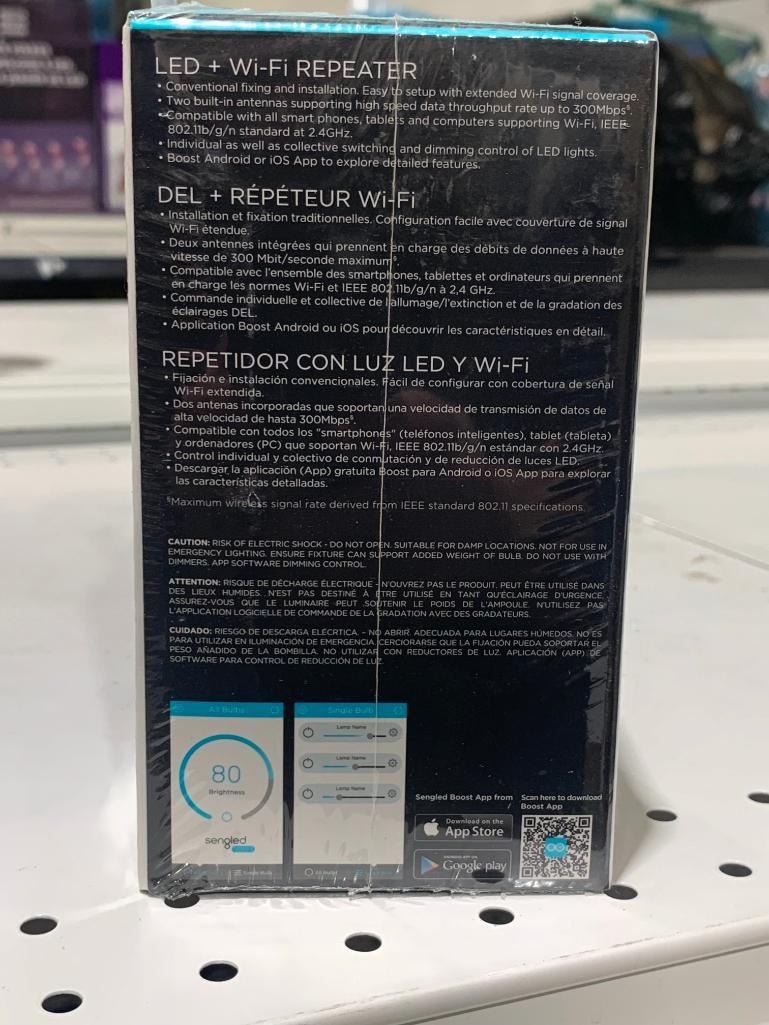 LED + Wi-Fi REPEATER
• Conventional fixing and installation. Easy to setup with extended Wi-Fi signal coverage.
• Two built-in antennas supporting high speed data throughput rate up to 300Mbps§.
• Compatible with all smart phones, tablets and computers supporting Wi-Fi, IEEE
802.11b/g/n standard at 2.4GHz.
• Individual as well as collective switching and dimming control of LED lights.
• Boost Android or iOS App to explore detailed features.
DEL + RÉPÉTEUR Wi-Fi
• Installation et fixation traditionnelles. Configuration facile avec couverture de signal
Wi-Fi étendue.
• Deux antennes intégrées qui prennent en charge des débits de données à haute
vitesse de 300 Mbit/seconde maximum§.
• Compatible avec l'ensemble des smartphones, tablettes et ordinateurs qui prennent
en charge les normes Wi-Fi et IEEE 802.11b/g/n à 2,4 GHz.
• Commande individuelle et collective de l'allumage/l'extinction et de la gradation des
éclairages DEL.
• Application Boost Android ou iOS pour découvrir les caractéristiques en détail.
REPETIDOR CON LUZ LED Y Wi-Fi
• Fijación e instalación convencionales. Fácil de configurar con cobertura de señal
Wi-Fi extendida.
• Dos antenas incorporadas que soportan una velocidad de transmisión de datos de
alta velocidad de hasta 300Mbps§.
• Compatible con todos los "smartphones" (teléfonos inteligentes), tablet (tableta)
y ordenadores (PC) que soportan Wi-Fi, IEEE 802.11b/g/n estándar con 2.4GHz.
• Control individual y colectivo de conmutación y de reducción de luces LED.
• Descargar la aplicación (App) gratuita Boost para Android o iOS App para explorar
las características detalladas.
§Maximum wireless signal rate derived from IEEE standard 802.11 specifications.
CAUTION: RISK OF ELECTRIC SHOCK - DO NOT OPEN. SUITABLE FOR DAMP LOCATIONS. NOT FOR USE IN
EMERGENCY LIGHTING. ENSURE FIXTURE CAN SUPPORT ADDED WEIGHT OF BULB. DO NOT USE WITH
DIMMERS. APP SOFTWARE DIMMING CONTROL.
ATTENTION: RISQUE DE DÉCHARGE ÉLECTRIQUE - N'OUVREZ PAS LE PRODUIT. PEUT ÊTRE UTILISÉ DANS
DES LIEUX HUMIDES. N'EST PAS DESTINÉ À ÊTRE UTILISÉ EN TANT QU'ÉCLAIRAGE D'URGENCE.
ASSUREZ-VOUS QUE LE LUMINAIRE PEUT SOUTENIR LE POIDS DE L'AMPOULE. N'UTILISEZ PAS
L'APPLICATION LOGICIELLE DE COMMANDE DE LA GRADATION AVEC DES GRADATEURS.
CUIDADO: RIESGO DE DESCARGA ELÉCRTICA - NO ABRIR. ADECUADA PARA LUGARES HÚMEDOS. NO ES
PARA UTILIZAR EN ILUMINACIÓN DE EMERGENCIA. CERCIORARSE QUE LA FIJACIÓN PUEDA SOPORTAR EL
PESO AÑADIDO DE LA BOMBILLA. NO UTILIZAR CON REDUCTORES DE LUZ. APLICACIÓN (APP) DE
SOFTWARE PARA CONTROL DE REDUCCIÓN DE LUZ.
All Bulbs
80
Brightness
sengled
Single Bulb
Single Bulb
Lamp Name
Lamp Name
Lamp Name
All Bulbs
Sengled Boost App from
/
Download on the
App Store
Google play
Scan here to download
Boost App